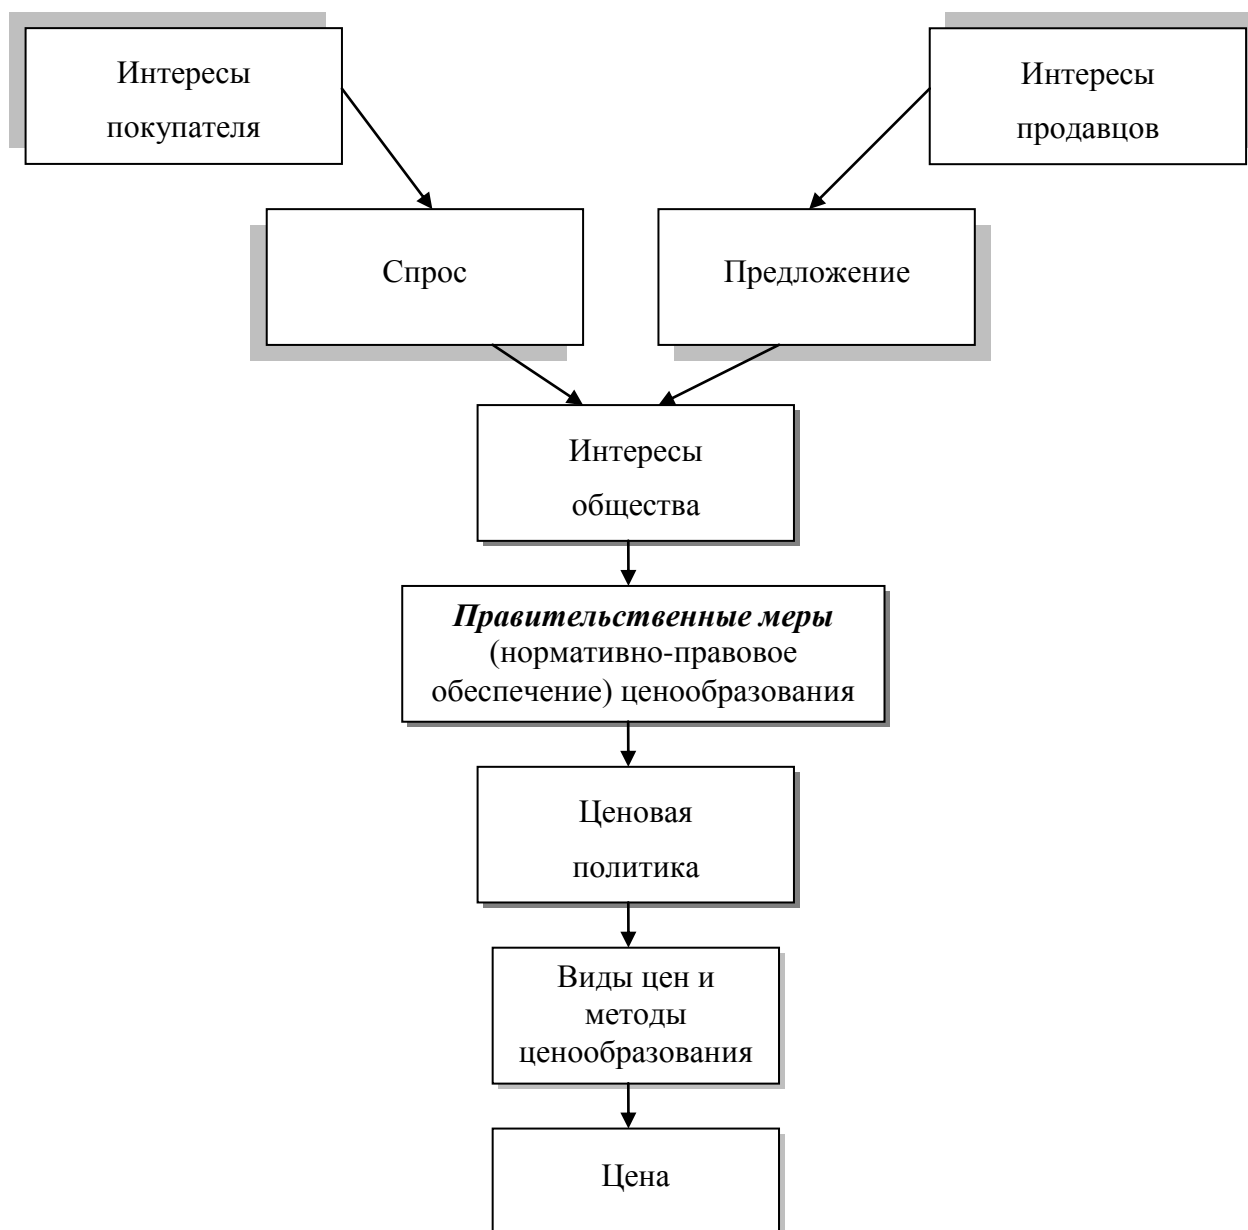 Интересы
покупателя
Интересы
продавцов
Спрос
Предложение
Интересы
общества
Правительственные меры
(нормативно-правовое
обеспечение) ценообразования
Ценовая
политика
Виды цен и
методы
ценообразования
Цена